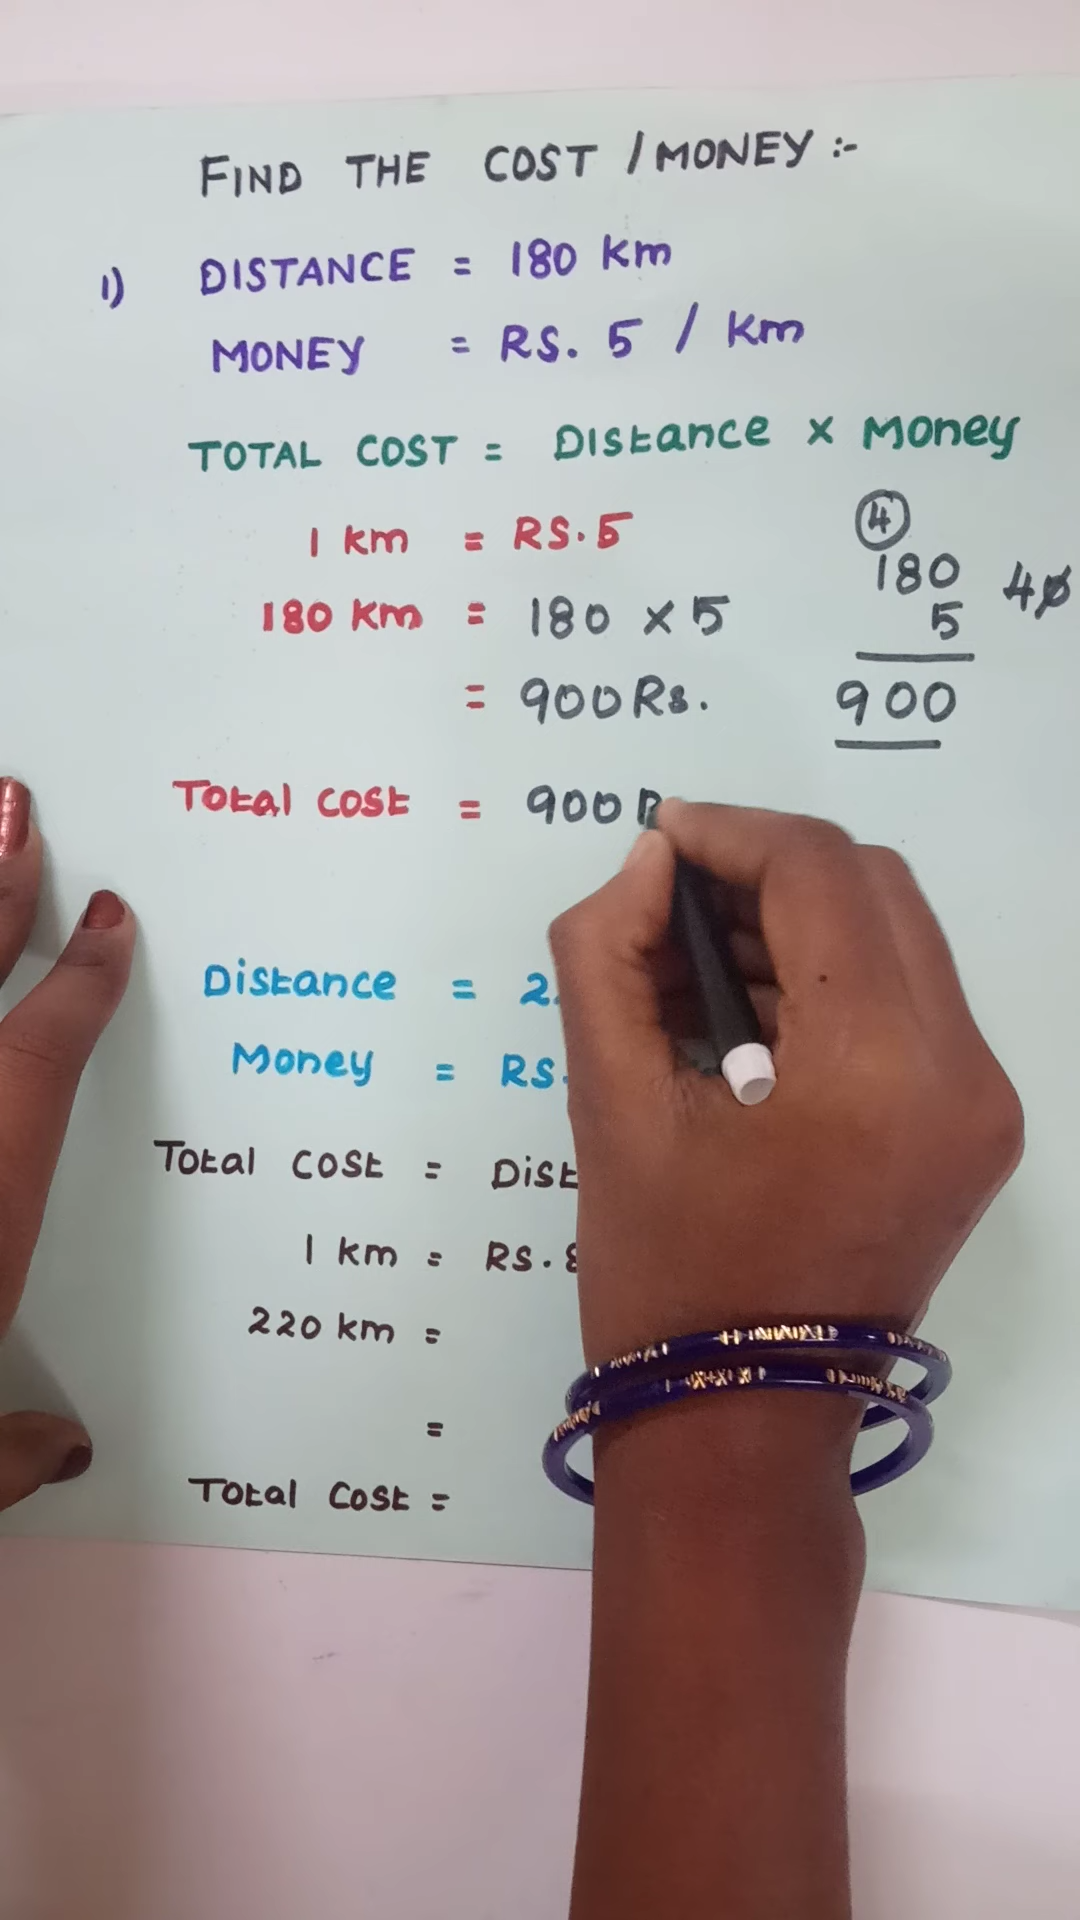 FIND THE COST / MONEY :-
1) DISTANCE = 180 km
MONEY = RS. 5 / km
TOTAL COST = Distance x Money
1 km = RS. 5
180 km = 180 x 5
= 900 Rs.
4
180 40
5
900
Total cost = 900
Distance =
Money = RS.
Total cost =
1 km = RS.
220 km =
=
Total cost =